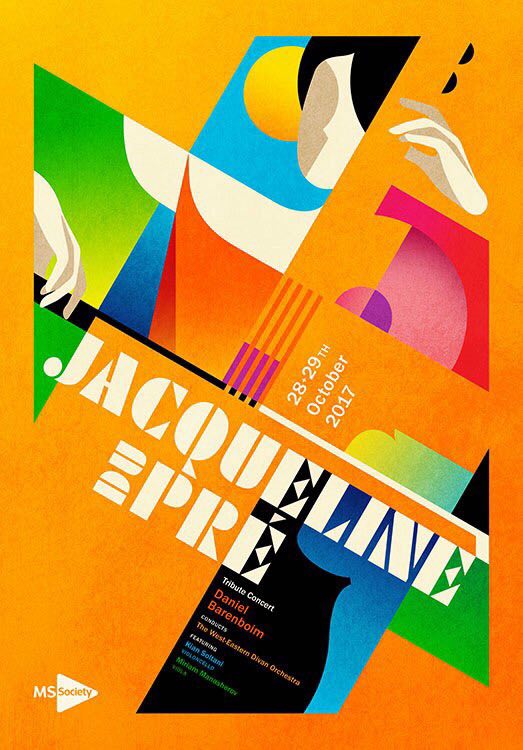 28+29TH
October
2017
JACQUELINE
DU PRÉ
Tribute Concert
Daniel
Barenboim
CONDUCTS
The West-Eastern Divan Orchestra
FEATURING
Kian Soltani
VIOLONCELLO
Miriam Manasherov
VIOLA
MS Society